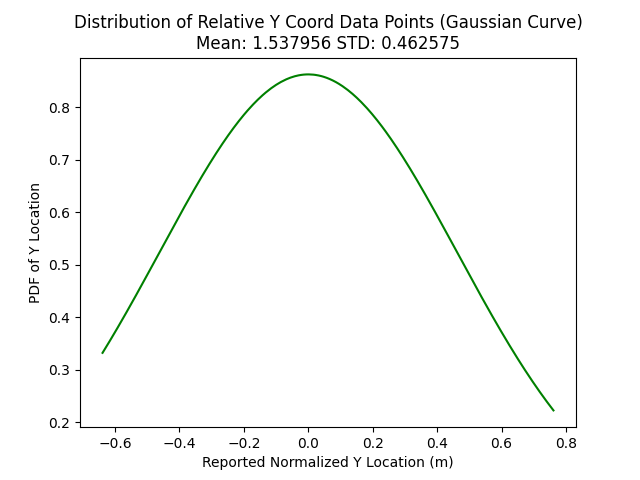 Distribution of Relative Y Coord Data Points (Gaussian Curve)
Mean: 1.537956 STD: 0.462575
0.8
0.7
0.6
0.5
0.4
0.3
0.2
PDF of Y Location
−0.6 −0.4 −0.2 0.0 0.2 0.4 0.6 0.8
Reported Normalized Y Location (m)